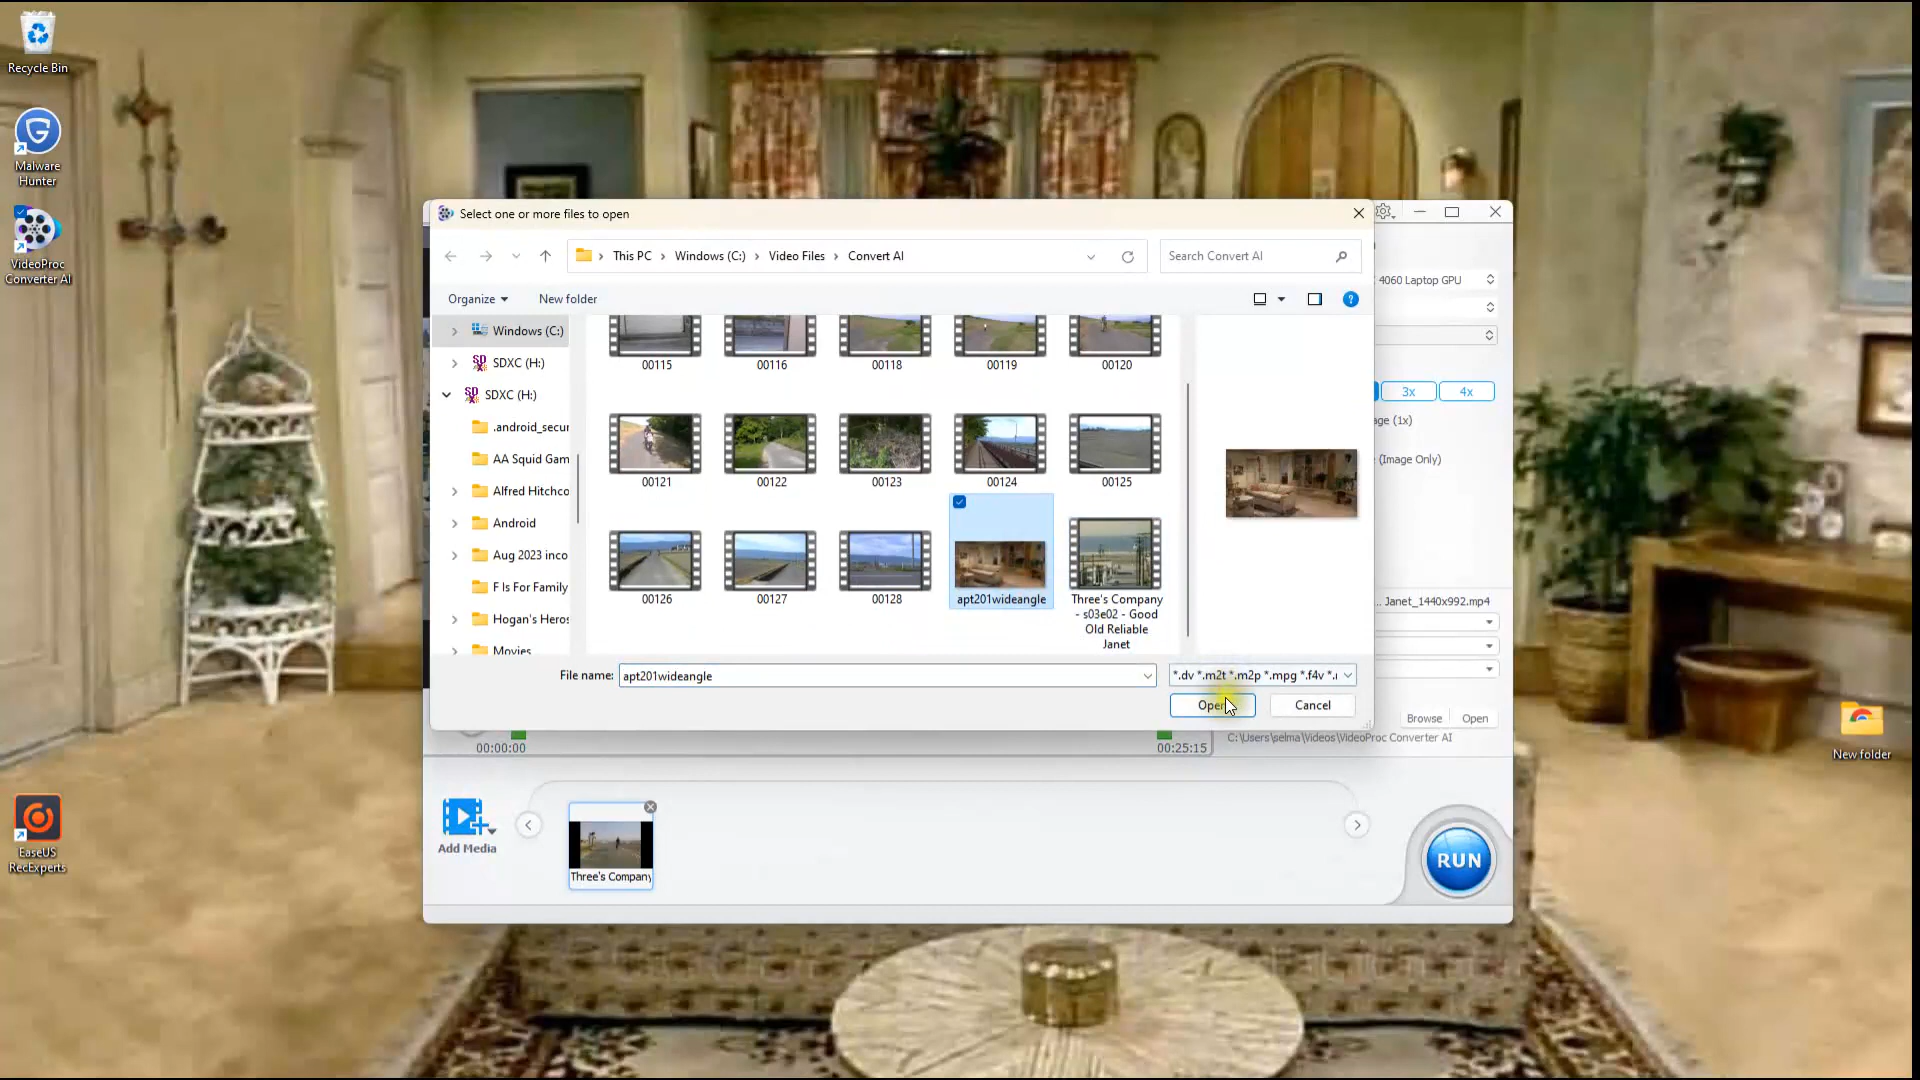 Recycle Bin
Malware
Hunter
VideoProc
Converter AI
EaseUS
RecExperts
New folder
Select one or more files to open
This PC
Windows (C:)
Video Files
Convert AI
Search Convert AI
Organize
New folder
Windows (C:)
SDXC (H:)
SDXC (H:)
.android_secur
AA Squid Gam
Alfred Hitchco
Android
Aug 2023 inco
F Is For Family
Hogan's Heros
Movies
00115
00116
00118
00119
00120
00121
00122
00123
00124
00125
00126
00127
00128
apt201wideangle
Three's Company
- s03e02 - Good
Old Reliable
Janet
File name:
apt201wideangle
*.dv *.m2t *.m2p *.mpg *.f4v *.
Open
Cancel
4060 Laptop GPU
3x
4x
age (1x)
(Image Only)
... Janet_1440x992.mp4
Browse
Open
C:\Users\selma\Videos\VideoProc Converter AI
00:00:00
00:25:15
Add Media
Three's Company
RUN